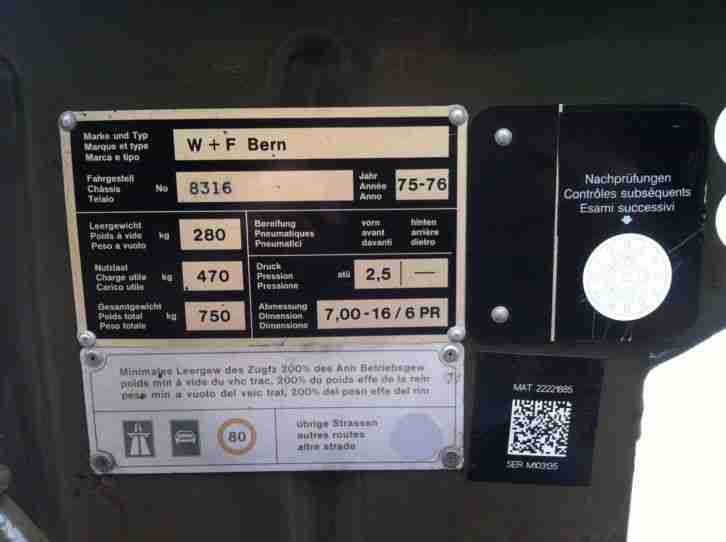 Marke und Typ
Marque et type
Marca e tipo
W + F Bern
Fahrgestell
Châssis No
Telaio
8316
Jahr
Année
Anno
75-76
Leergewicht
Poids à vide kg
Peso a vuoto
280
Nutzlast
Charge utile kg
Carico utile
470
Gesamtgewicht
Poids total kg
Peso totale
750
Bereifung vorn hinten
Pneumatiques avant arrière
Pneumatici davanti dietro
Druck
Pression atü
Pressione
2,5 —
Abmessung
Dimension
Dimensione
7,00-16 / 6 PR
Nachprüfungen
Contrôles subséquents
Esami successivi
Minimales Leergew des Zugfz 200% des Anh Betriebsgew
poids min à vide du vhc trac, 200% du poids effe de la rem
peso min a vuoto del veic trat, 200% del peso eff del rim
80
übrige Strassen
autres routes
altre strade
MAT 22221885
SER M103135